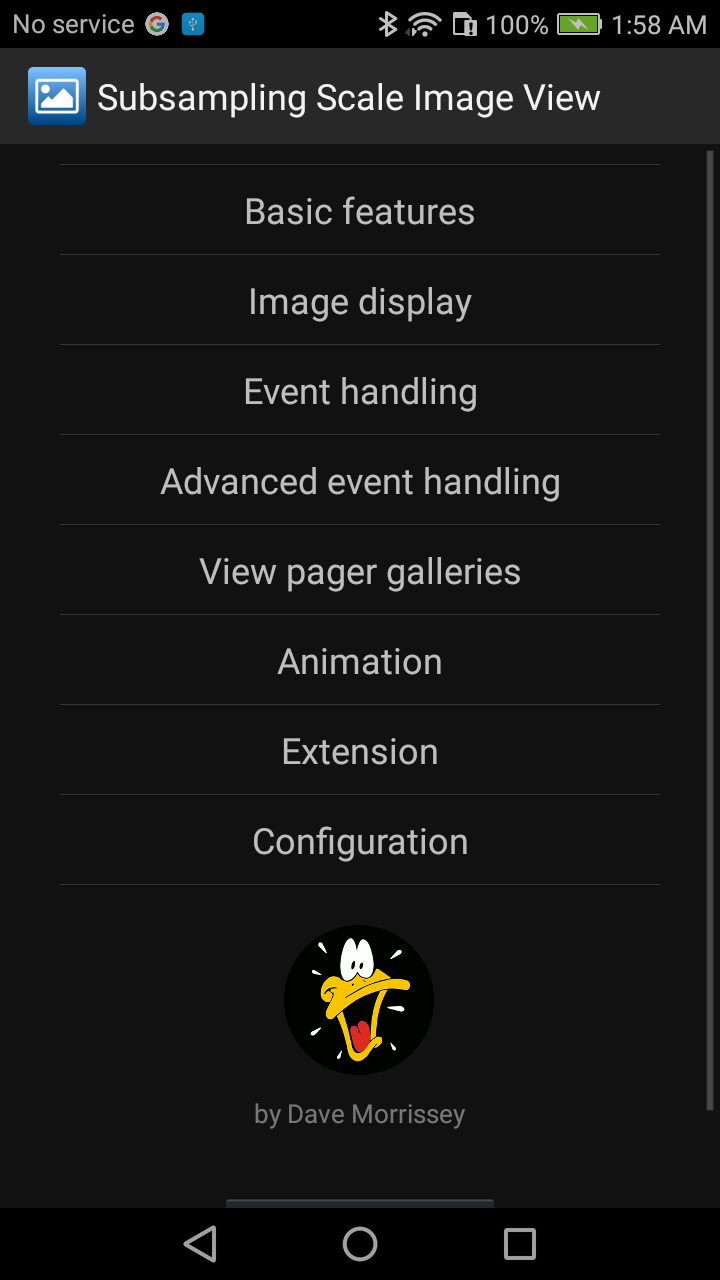 No service
100%
1:58 AM
Subsampling Scale Image View
Basic features
Image display
Event handling
Advanced event handling
View pager galleries
Animation
Extension
Configuration
by Dave Morrissey